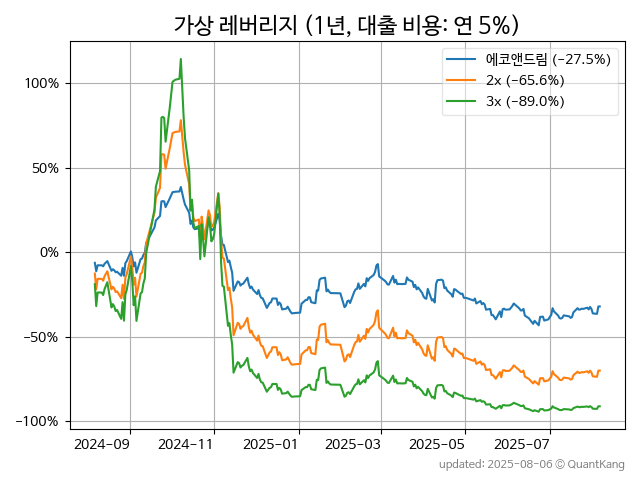 가상 레버리지 (1년, 대출 비용: 연 5%)
에코앤드림 (−27.5%)
2x (−65.6%)
3x (−89.0%)
100%
50%
0%
−50%
−100%
2024-09
2024-11
2025-01
2025-03
2025-05
2025-07
updated: 2025-08-06 © QuantKang